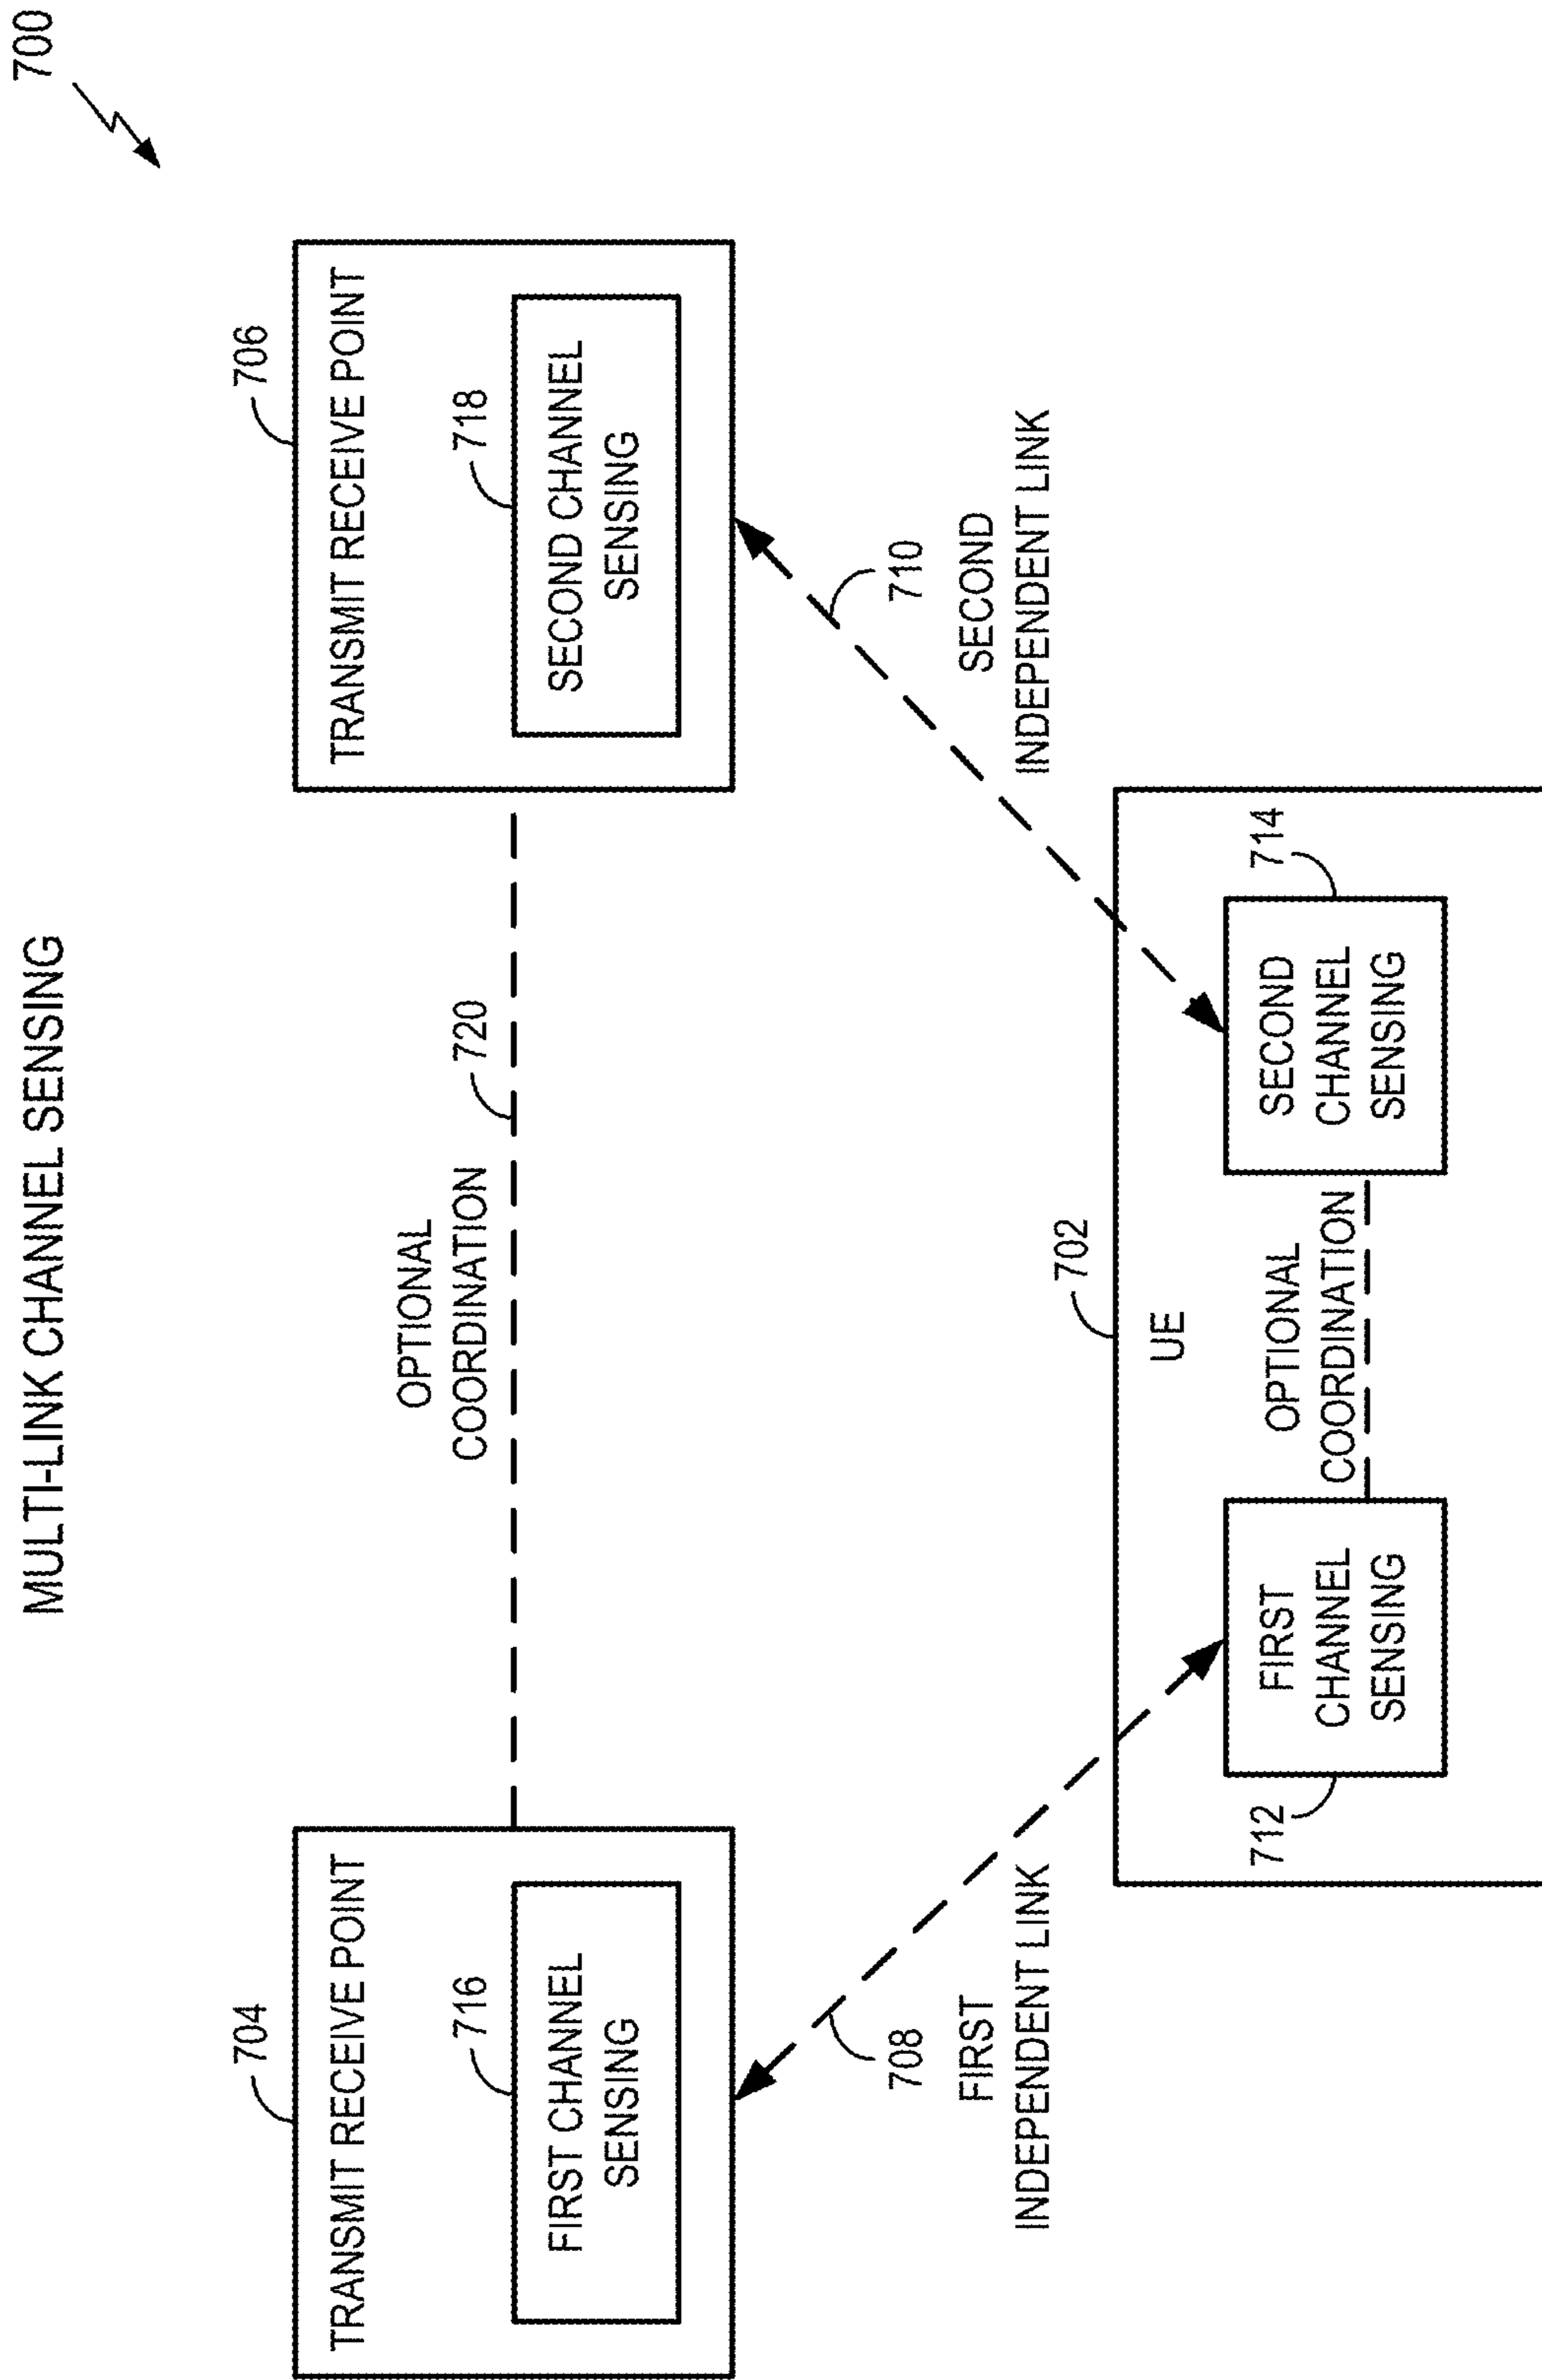 MULTI-LINK CHANNEL SENSING
700
704
TRANSMIT RECEIVE POINT
716
FIRST CHANNEL
SENSING
OPTIONAL
COORDINATION
720
706
TRANSMIT RECEIVE POINT
718
SECOND CHANNEL
SENSING
708
FIRST
INDEPENDENT LINK
710
SECOND
INDEPENDENT LINK
702
UE
712
FIRST
CHANNEL
SENSING
OPTIONAL
COORDINATION
714
SECOND
CHANNEL
SENSING